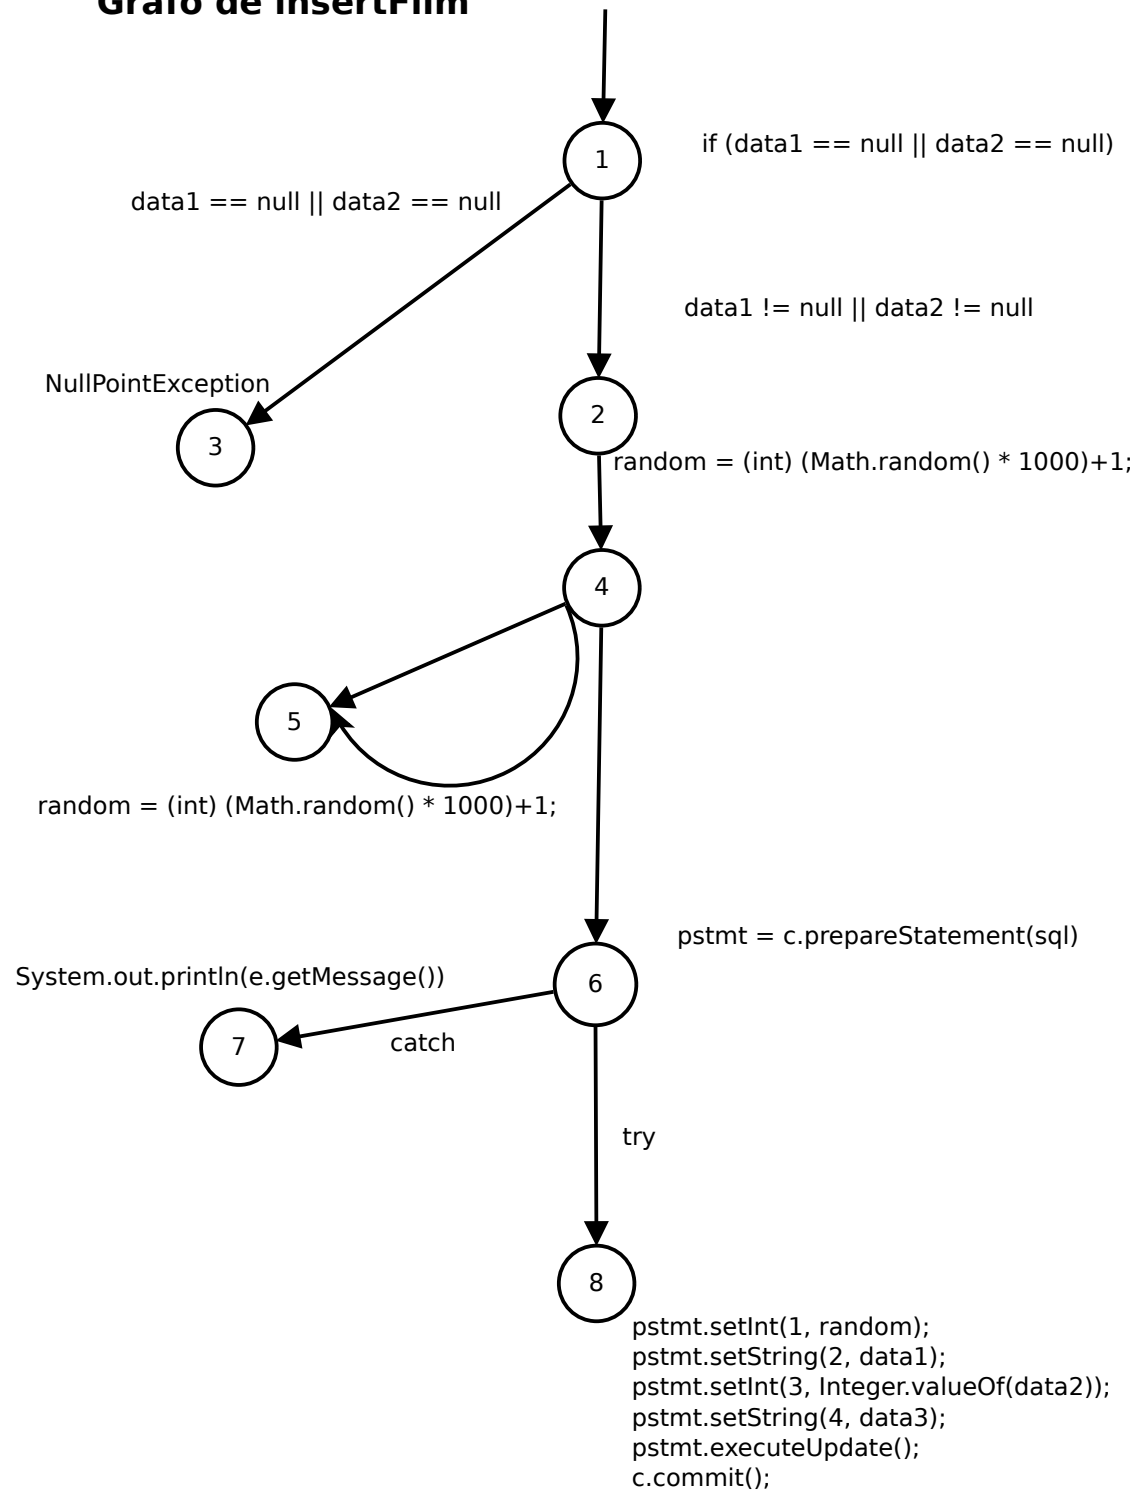 Grafo de insertFilm
1
if (data1 == null || data2 == null)
data1 == null || data2 == null
data1 != null || data2 != null
NullPointException
3
2
random = (int) (Math.random() * 1000)+1;
4
5
random = (int) (Math.random() * 1000)+1;
pstmt = c.prepareStatement(sql)
System.out.println(e.getMessage())
6
7
catch
try
8
pstmt.setInt(1, random);
pstmt.setString(2, data1);
pstmt.setInt(3, Integer.valueOf(data2));
pstmt.setString(4, data3);
pstmt.executeUpdate();
c.commit();